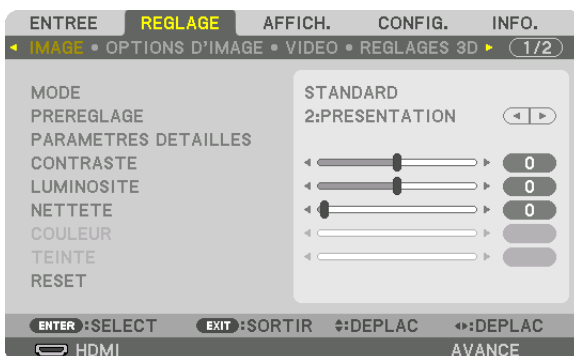 ENTREE REGLAGE AFFICH. CONFIG. INFO.
IMAGE • OPTIONS D'IMAGE • VIDEO • REGLAGES 3D 1/2
MODE STANDARD
PREREGLAGE 2:PRESENTATION
PARAMETRES DETAILLES
CONTRASTE 0
LUMINOSITE 0
NETTETE 0
COULEUR
TEINTE
RESET
ENTER :SELECT EXIT :SORTIR :DEPLAC :DEPLAC
HDMI AVANCE